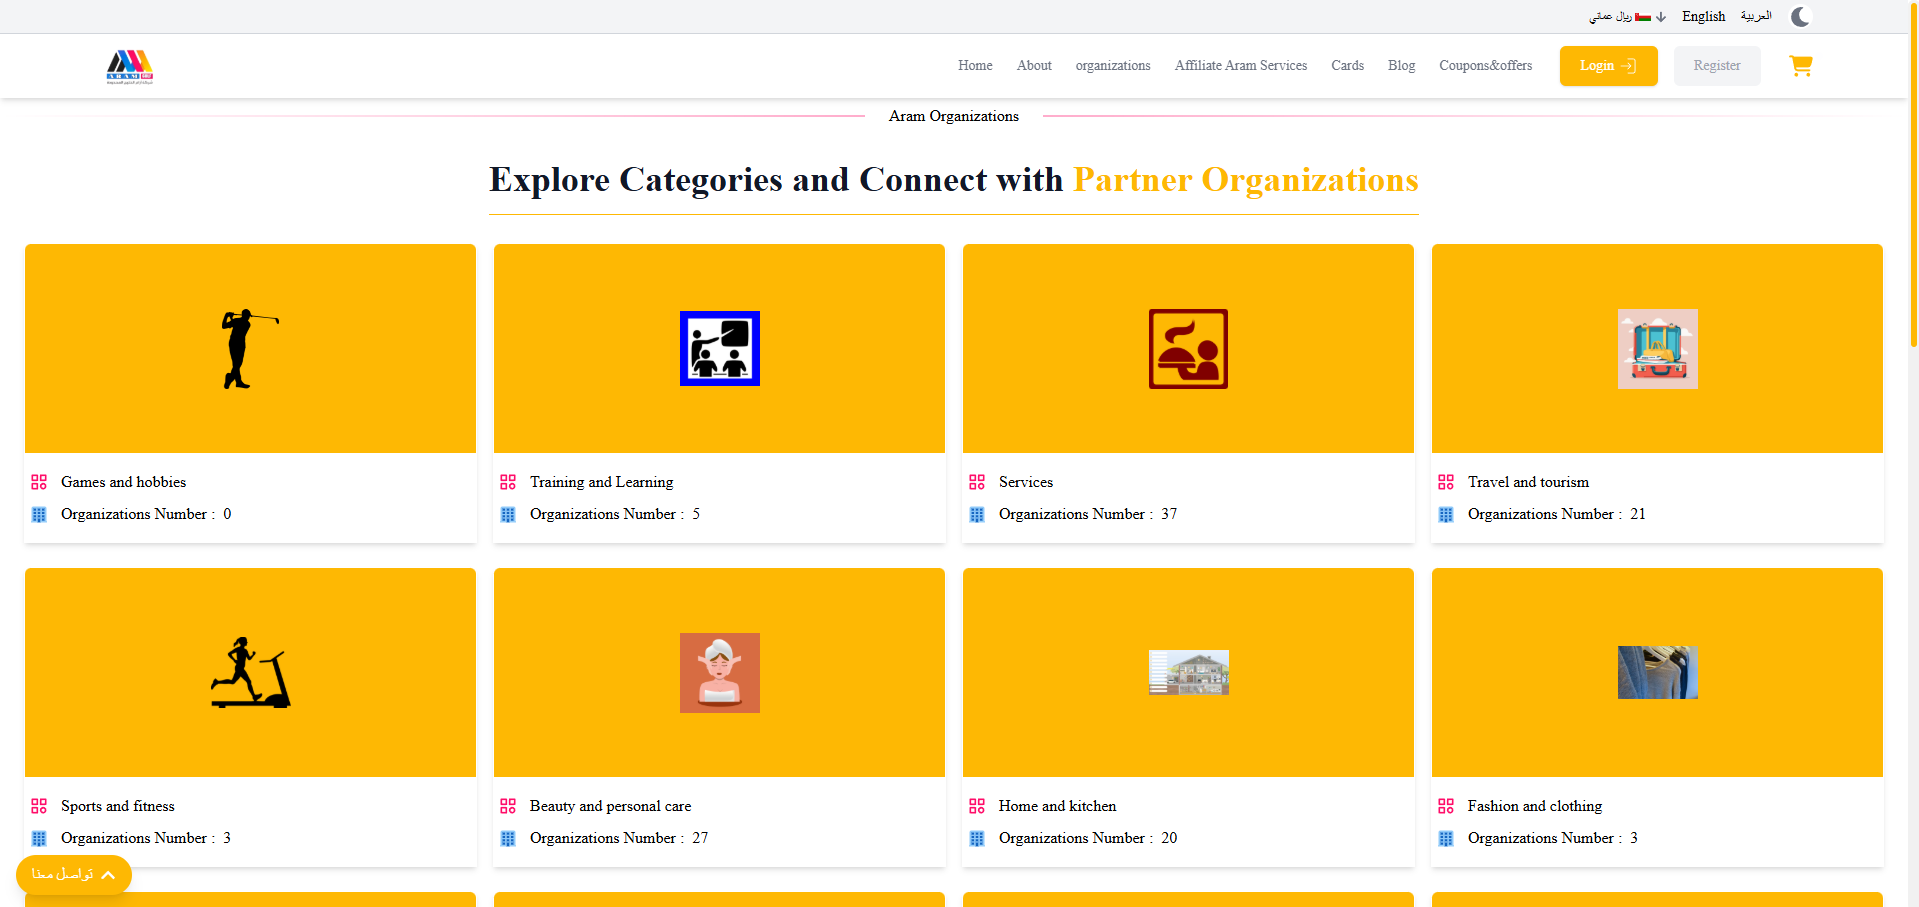 ريال عماني
English
العربية
ARAM
Home
About
organizations
Affiliate Aram Services
Cards
Blog
Coupons&offers
Login
Register
Aram Organizations
Explore Categories and Connect with Partner Organizations
Games and hobbies
Organizations Number : 0
Training and Learning
Organizations Number : 5
Services
Organizations Number : 37
Travel and tourism
Organizations Number : 21
Sports and fitness
Organizations Number : 3
Beauty and personal care
Organizations Number : 27
Home and kitchen
Organizations Number : 20
Fashion and clothing
Organizations Number : 3
تواصل معنا